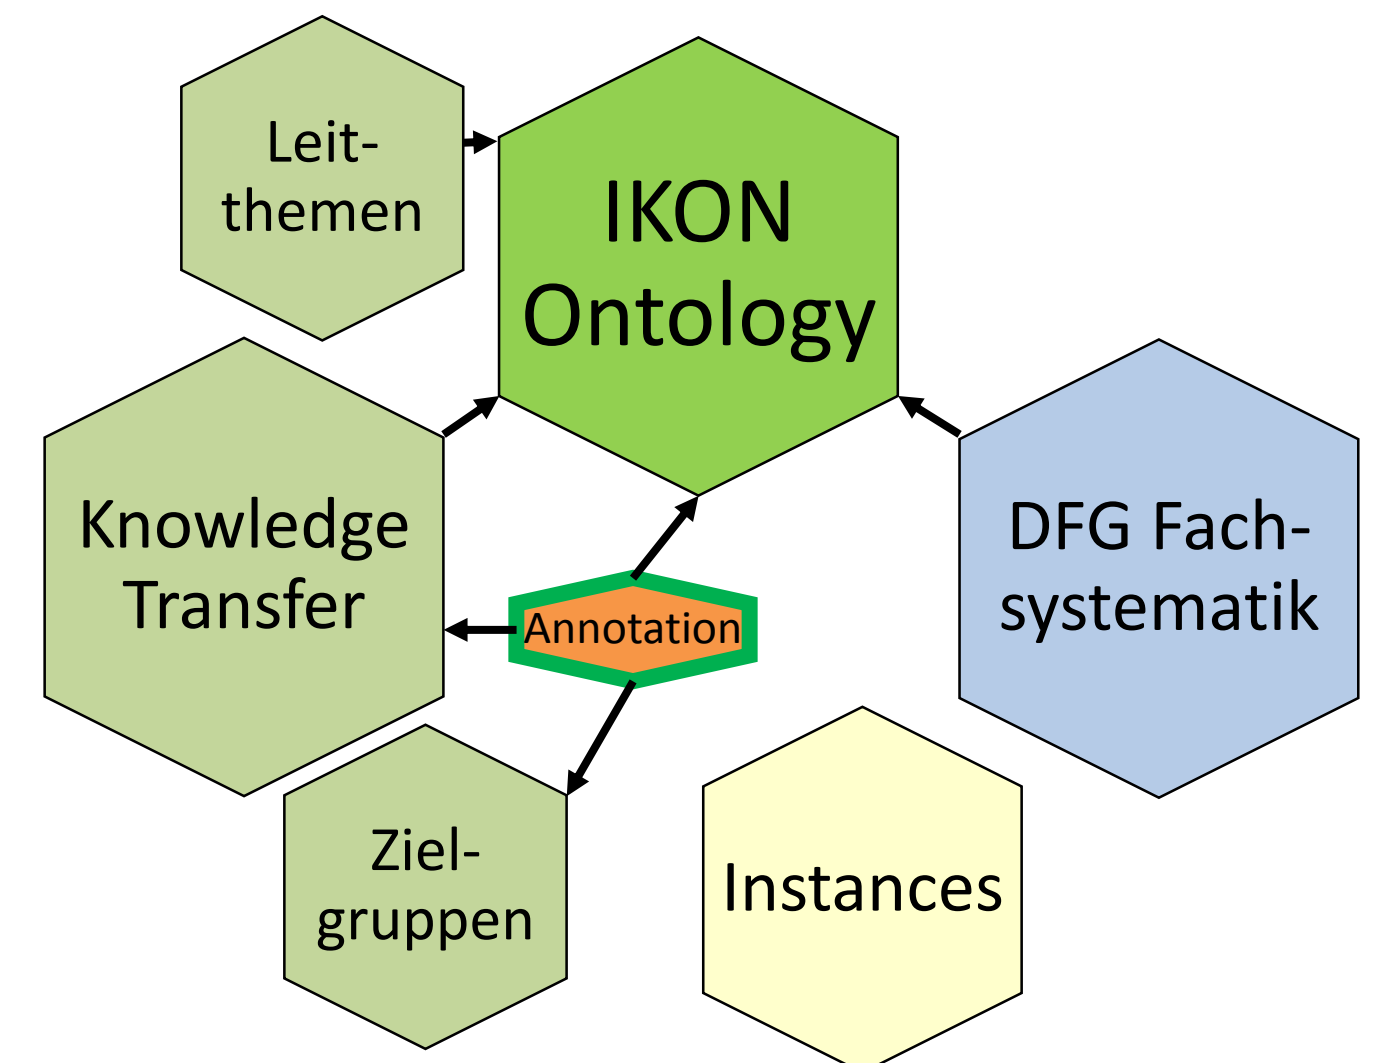 Leit-
themen
IKON
Ontology
Knowledge
Transfer
DFG Fach-
systematik
Annotation
Ziel-
gruppen
Instances